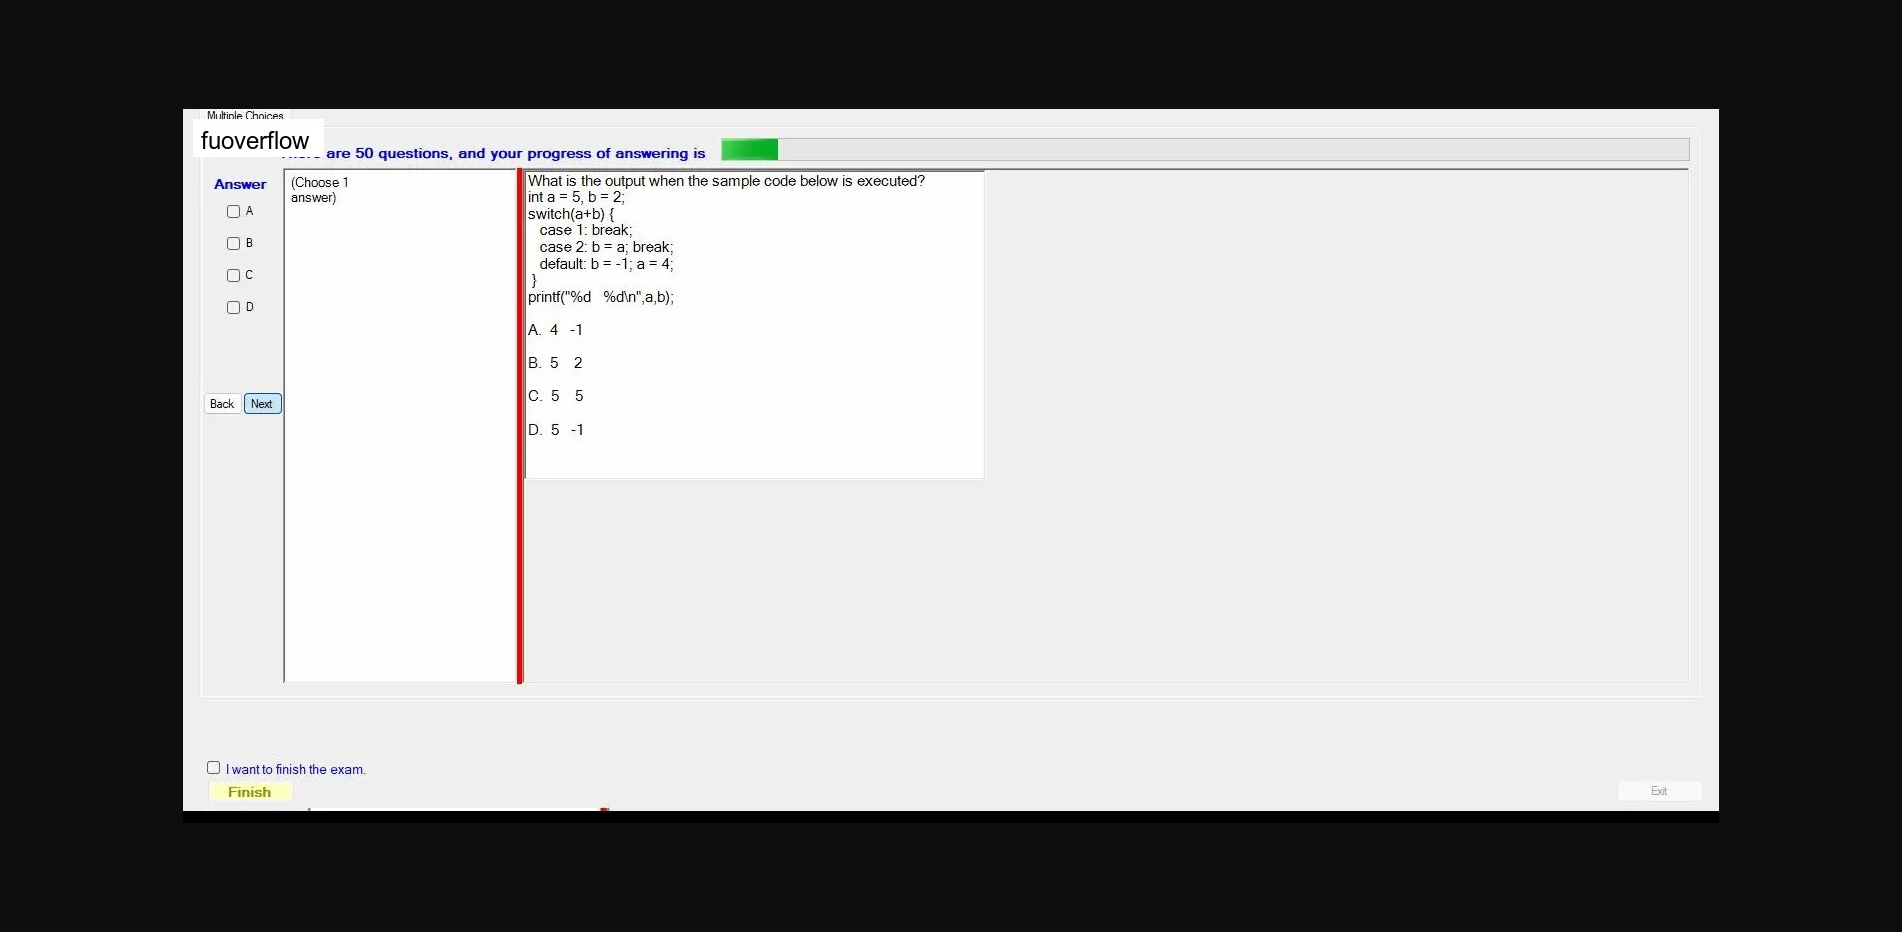 Multiple Choices
fuoverflow
are 50 questions, and your progress of answering is
Answer
(Choose 1
answer)
A
B
C
D
Back Next
What is the output when the sample code below is executed?
int a = 5, b = 2;
switch(a+b) {
case 1: break;
case 2: b = a; break;
default: b = -1; a = 4;
}
printf("%d   %d\n",a,b);
A. 4 -1
B. 5 2
C. 5 5
D. 5 -1
I want to finish the exam.
Finish
Exit